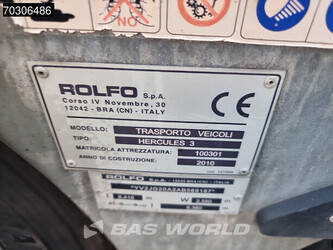 70306486
ROLFO S.p.A.
Corso IV Novembre, 30
12042 - BRA (CN) - ITALY
CE
MODELLO: TRASPORTO VEICOLI
TIPO: HERCULES 3
MATRICOLA ATTREZZATURA: 100301
ANNO DI COSTRUZIONE: 2010
ROLFO S.p.A.
BAS WORLD